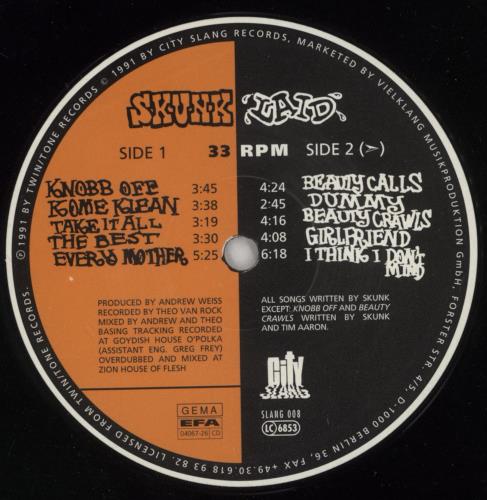 ℗1991 BY TWIN/TONE RECORDS © 1991 BY CITY SLANG RECORDS, MARKETED BY VIELKLANG MUSIKPRODUKTION GmbH, FORSTER STR. 4/5, D-1000 BERLIN 36, FAX +49.30.618 93 82. LICENSED FROM TWIN/TONE RECORDS.
SKUNK "LAID"
SIDE 1 33 RPM SIDE 2 (➣)
KNOBB OFF 3:45
KOME KLEAN 3:38
TAKE IT ALL 3:19
THE BEST 3:30
EVERY MOTHER 5:25
4:24 BEAUTY CALLS
2:45 DUMMY
4:16 BEAUTY CRAWLS
4:08 GIRLFRIEND
6:18 I THINK I DON'T
MIND
PRODUCED BY ANDREW WEISS
RECORDED BY THEO VAN ROCK
MIXED BY ANDREW AND THEO
BASING TRACKING RECORDED
AT GOYDISH HOUSE O'POLKA
(ASSISTANT ENG. GREG FREY)
OVERDUBBED AND MIXED AT
ZION HOUSE OF FLESH
ALL SONGS WRITTEN BY SKUNK
EXCEPT: KNOBB OFF AND BEAUTY
CRAWLS WRITTEN BY SKUNK
AND TIM AARON.
GEMA
EFA
04067-26 CD
City
SLANG
SLANG 008
LC 6853